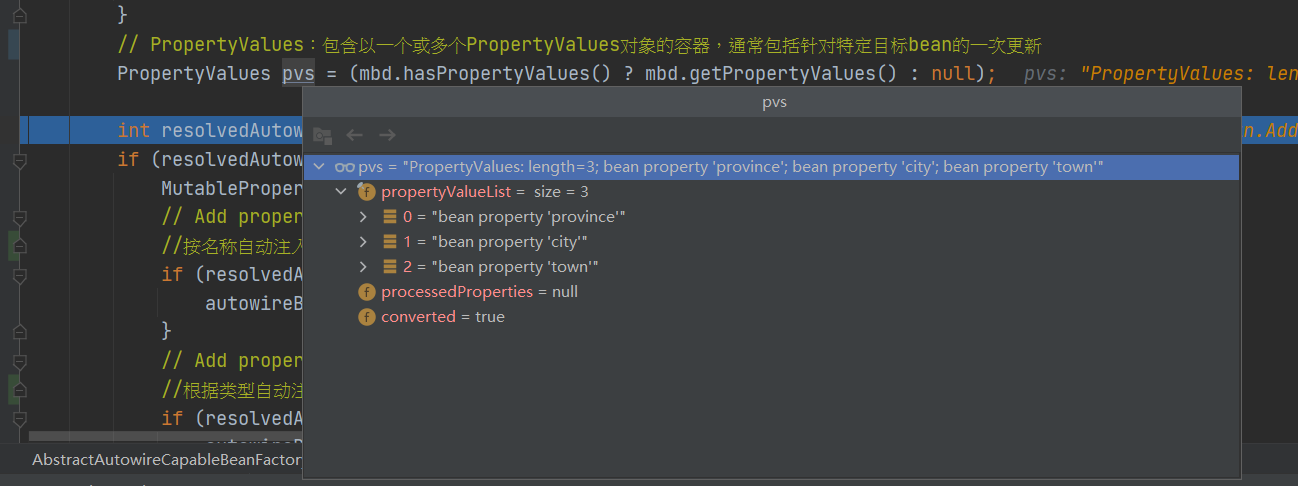 }
// PropertyValues：包含以一个或多个PropertyValues对象的容器，通常包括针对特定目标bean的一次更新
PropertyValues pvs = (mbd.hasPropertyValues() ? mbd.getPropertyValues() : null); pvs: "PropertyValues: len
pvs
int resolvedAutow n.Add
if (resolvedAutow
pvs = "PropertyValues: length=3; bean property 'province'; bean property 'city'; bean property 'town'"
MutableProper
propertyValueList = size = 3
// Add proper
0 = "bean property 'province'"
//按名称自动注入
1 = "bean property 'city'"
if (resolvedA
2 = "bean property 'town'"
autowireB
processedProperties = null
}
converted = true
// Add proper
//根据类型自动注
if (resolvedA
AbstractAutowireCapableBeanFactory